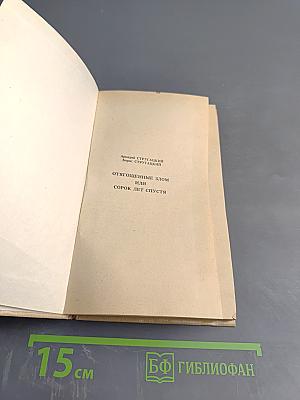 Аркадий СТРУГАЦКИЙ
Борис СТРУГАЦКИЙ
ОТЯГОЩЕННЫЕ ЗЛОМ
ИЛИ
СОРОК ЛЕТ СПУСТЯ
15 см
БФ БИБЛИОФАН